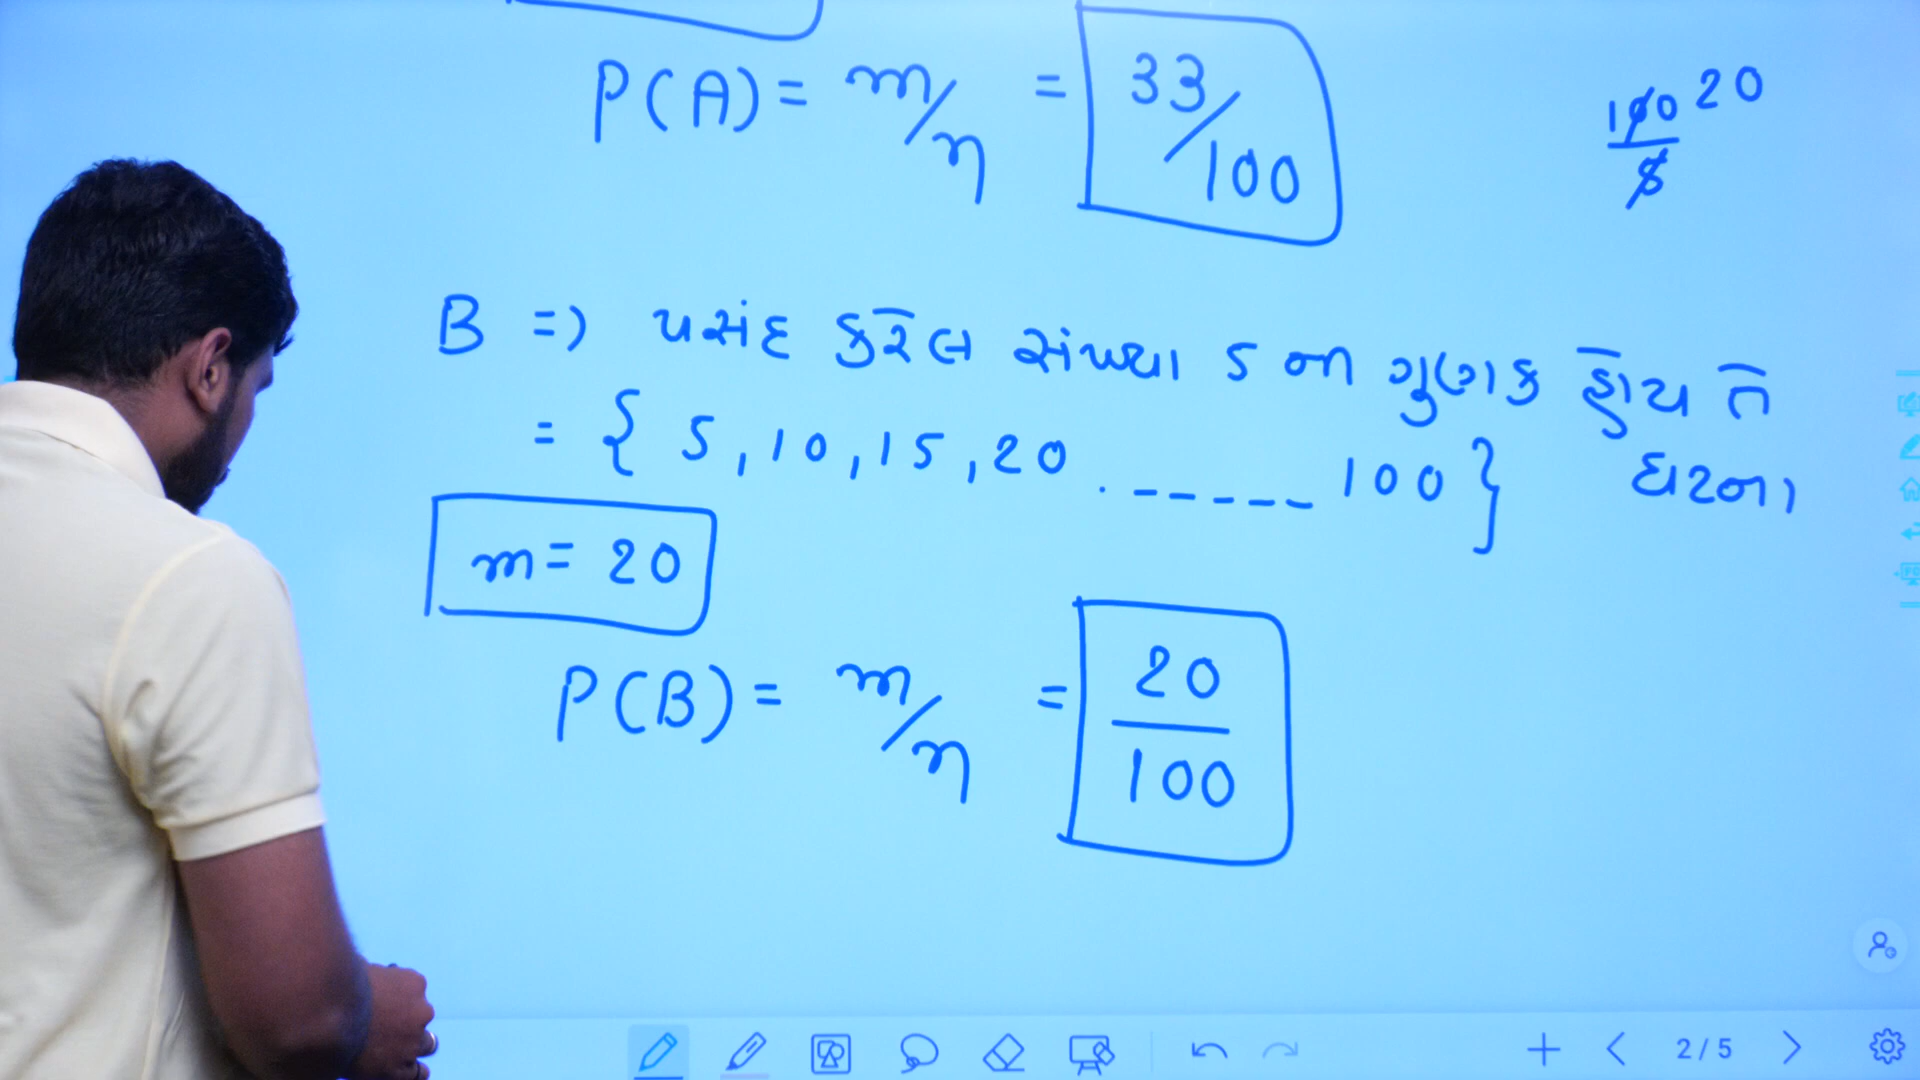 P(A) = m/n = 33/100
100/5 20
B => પસંદ કરેલ સંખ્યા 5 ના ગુણક હોય તે
ઘટના
= { 5, 10, 15, 20 . - - - - - 100 }
m = 20
P(B) = m/n = 20/100
2/5